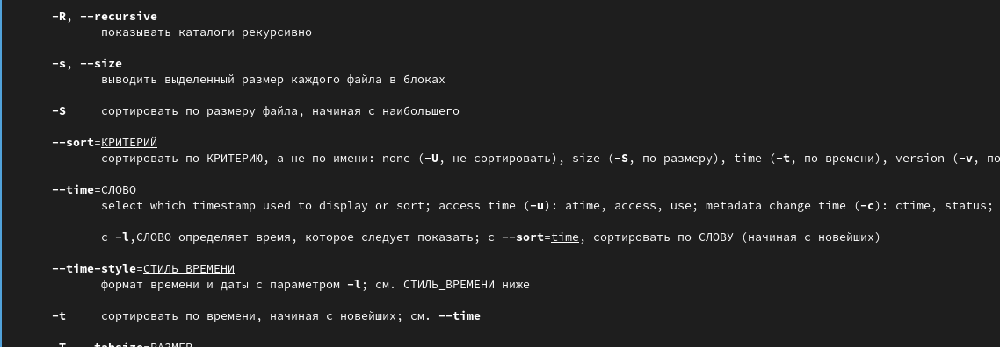 -R, --recursive
показывать каталоги рекурсивно
-s, --size
выводить выделенный размер каждого файла в блоках
-S сортировать по размеру файла, начиная с наибольшего
--sort=КРИТЕРИЙ
сортировать по КРИТЕРИЮ, а не по имени: none (-U, не сортировать), size (-S, по размеру), time (-t, по времени), version (-v, по
--time=СЛОВО
select which timestamp used to display or sort; access time (-u): atime, access, use; metadata change time (-c): ctime, status;
с -l,СЛОВО определяет время, которое следует показать; с --sort=time, сортировать по СЛОВУ (начиная с новейших)
--time-style=СТИЛЬ_ВРЕМЕНИ
формат времени и даты с параметром -l; см. СТИЛЬ_ВРЕМЕНИ ниже
-t сортировать по времени, начиная с новейших; см. --time
-T, --tabsize=РАЗМЕР